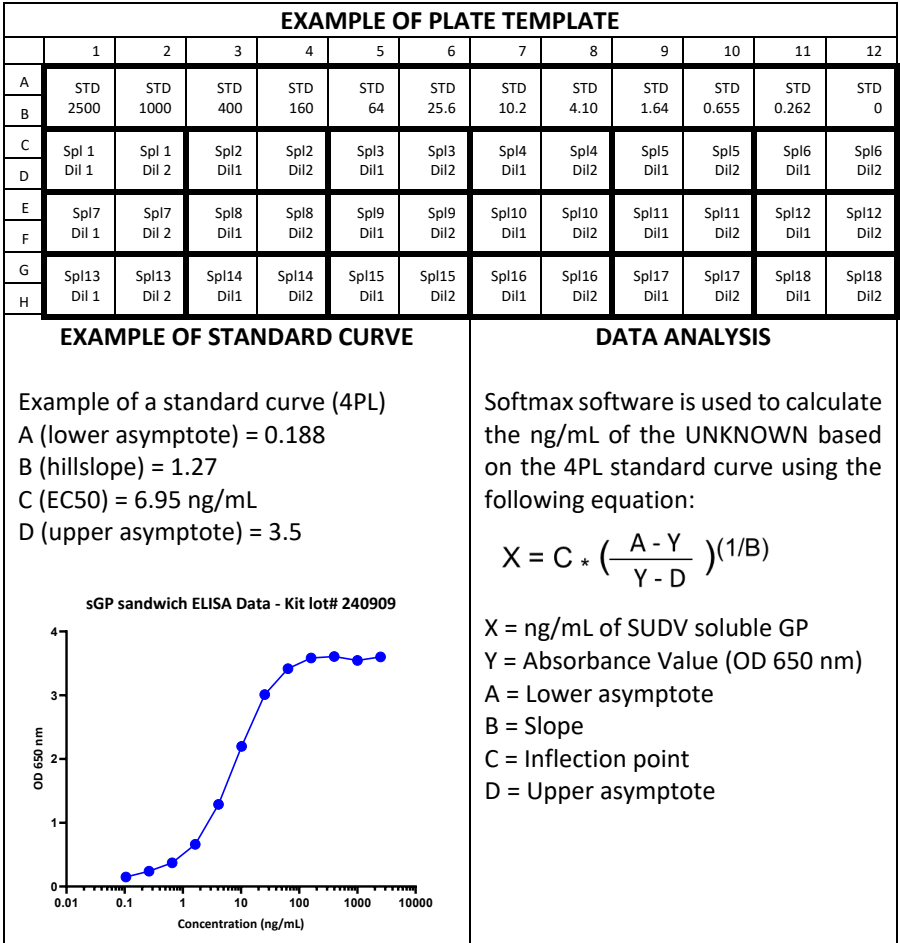 EXAMPLE OF PLATE TEMPLATE
1 2 3 4 5 6 7 8 9 10 11 12
A STD STD STD STD STD STD STD STD STD STD STD STD
B 2500 1000 400 160 64 25.6 10.2 4.10 1.64 0.655 0.262 0
C Spl 1 Spl 1 Spl2 Spl2 Spl3 Spl3 Spl4 Spl4 Spl5 Spl5 Spl6 Spl6
D Dil 1 Dil 2 Dil1 Dil2 Dil1 Dil2 Dil1 Dil2 Dil1 Dil2 Dil1 Dil2
E Spl7 Spl7 Spl8 Spl8 Spl9 Spl9 Spl10 Spl10 Spl11 Spl11 Spl12 Spl12
F Dil 1 Dil 2 Dil1 Dil2 Dil1 Dil2 Dil1 Dil2 Dil1 Dil2 Dil1 Dil2
G Spl13 Spl13 Spl14 Spl14 Spl15 Spl15 Spl16 Spl16 Spl17 Spl17 Spl18 Spl18
H Dil 1 Dil 2 Dil1 Dil2 Dil1 Dil2 Dil1 Dil2 Dil1 Dil2 Dil1 Dil2
EXAMPLE OF STANDARD CURVE
Example of a standard curve (4PL)
A (lower asymptote) = 0.188
B (hillslope) = 1.27
C (EC50) = 6.95 ng/mL
D (upper asymptote) = 3.5
sGP sandwich ELISA Data - Kit lot# 240909
4
3
2
1
0
OD 650 nm
0.01 0.1 1 10 100 1000 10000
Concentration (ng/mL)
DATA ANALYSIS
Softmax software is used to calculate
the ng/mL of the UNKNOWN based
on the 4PL standard curve using the
following equation:
X = C * ( A - Y / Y - D )(1/B)
X = ng/mL of SUDV soluble GP
Y = Absorbance Value (OD 650 nm)
A = Lower asymptote
B = Slope
C = Inflection point
D = Upper asymptote